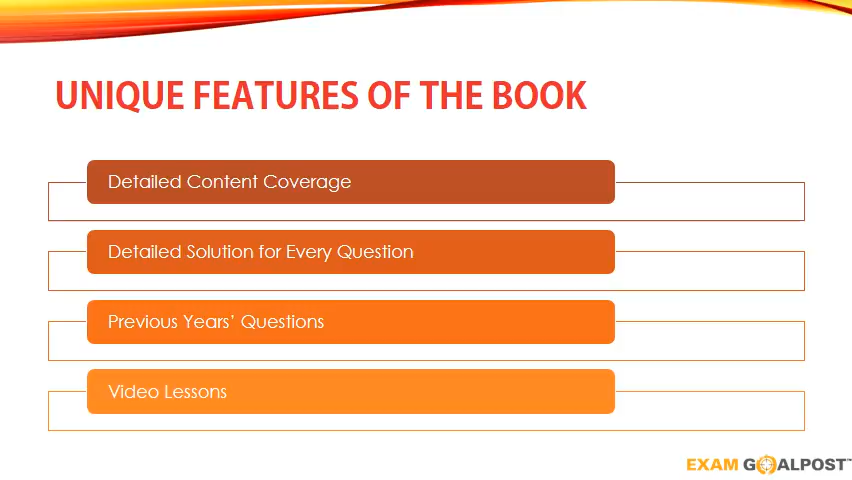 UNIQUE FEATURES OF THE BOOK
Detailed Content Coverage
Detailed Solution for Every Question
Previous Years’ Questions
Video Lessons
EXAM GOALPOST™